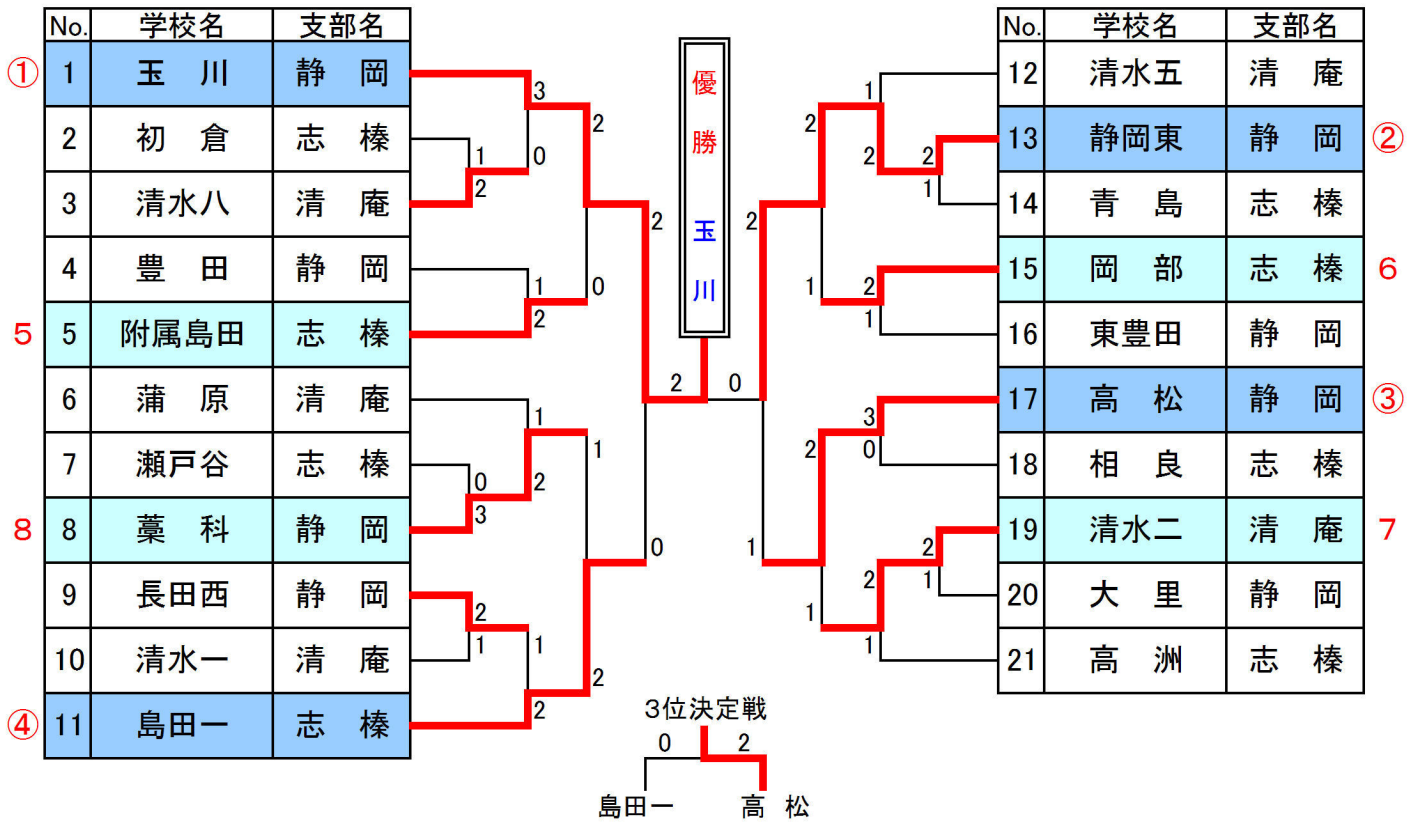 No. 学校名 支部名
① 1 玉 川 静 岡
2 初 倉 志 榛
3 清水八 清 庵
4 豊 田 静 岡
5 5 附属島田 志 榛
6 蒲 原 清 庵
7 瀬戸谷 志 榛
8 8 藁 科 静 岡
9 長田西 静 岡
10 清水一 清 庵
④ 11 島田一 志 榛
3
0
1
2
2
0
1
2
1
2
0
3
1
2
1
1
2
2
2
0
優勝 玉川
2 0
2
1
2
1
1
2
2
1
2
1
2
1
3
0
2
1
2
1
No. 学校名 支部名
12 清水五 清 庵
13 静岡東 静 岡 ②
14 青 島 志 榛
15 岡 部 志 榛 6
16 東豊田 静 岡
17 高 松 静 岡 ③
18 相 良 志 榛
19 清水二 清 庵 7
20 大 里 静 岡
21 高 洲 志 榛
3位決定戦
0 2
島田一 高 松